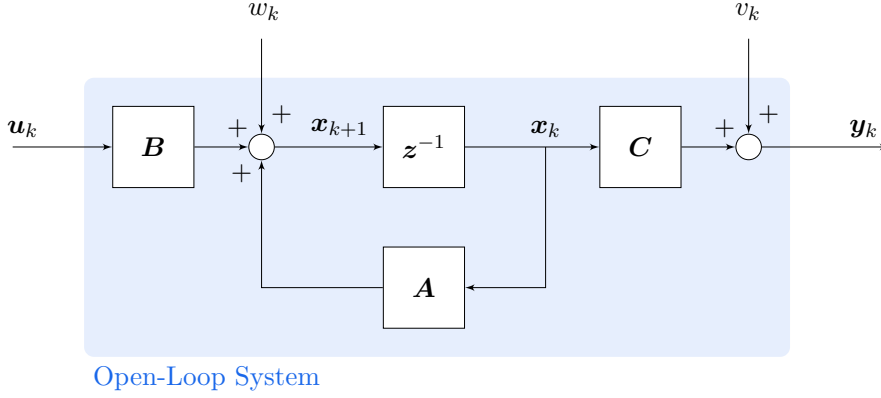 w_k v_k
+ +
u_k B + x_{k+1} z^{-1} x_k C + y_k
+
A
Open-Loop System